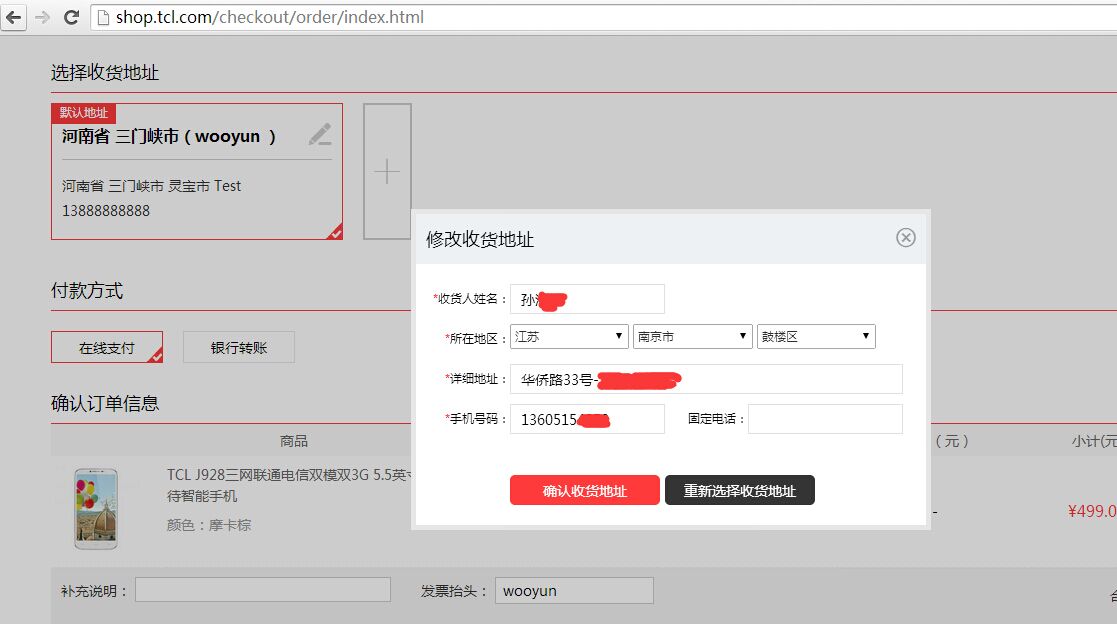 shop.tcl.com/checkout/order/index.html
选择收货地址
默认地址
河南省 三门峡市 ( wooyun )
河南省 三门峡市 灵宝市 Test
13888888888
修改收货地址
*收货人姓名：孙
*所在地区：江苏 南京市 鼓楼区
*详细地址：华侨路33号-
*手机号码：13605154 固定电话：
确认收货地址 重新选择收货地址
付款方式
在线支付 银行转账
确认订单信息
商品 （元） 小计(元
TCL J928三网联通电信双模双3G 5.5英寸
待智能手机
颜色：摩卡棕
- ¥499.0
补充说明： 发票抬头： wooyun